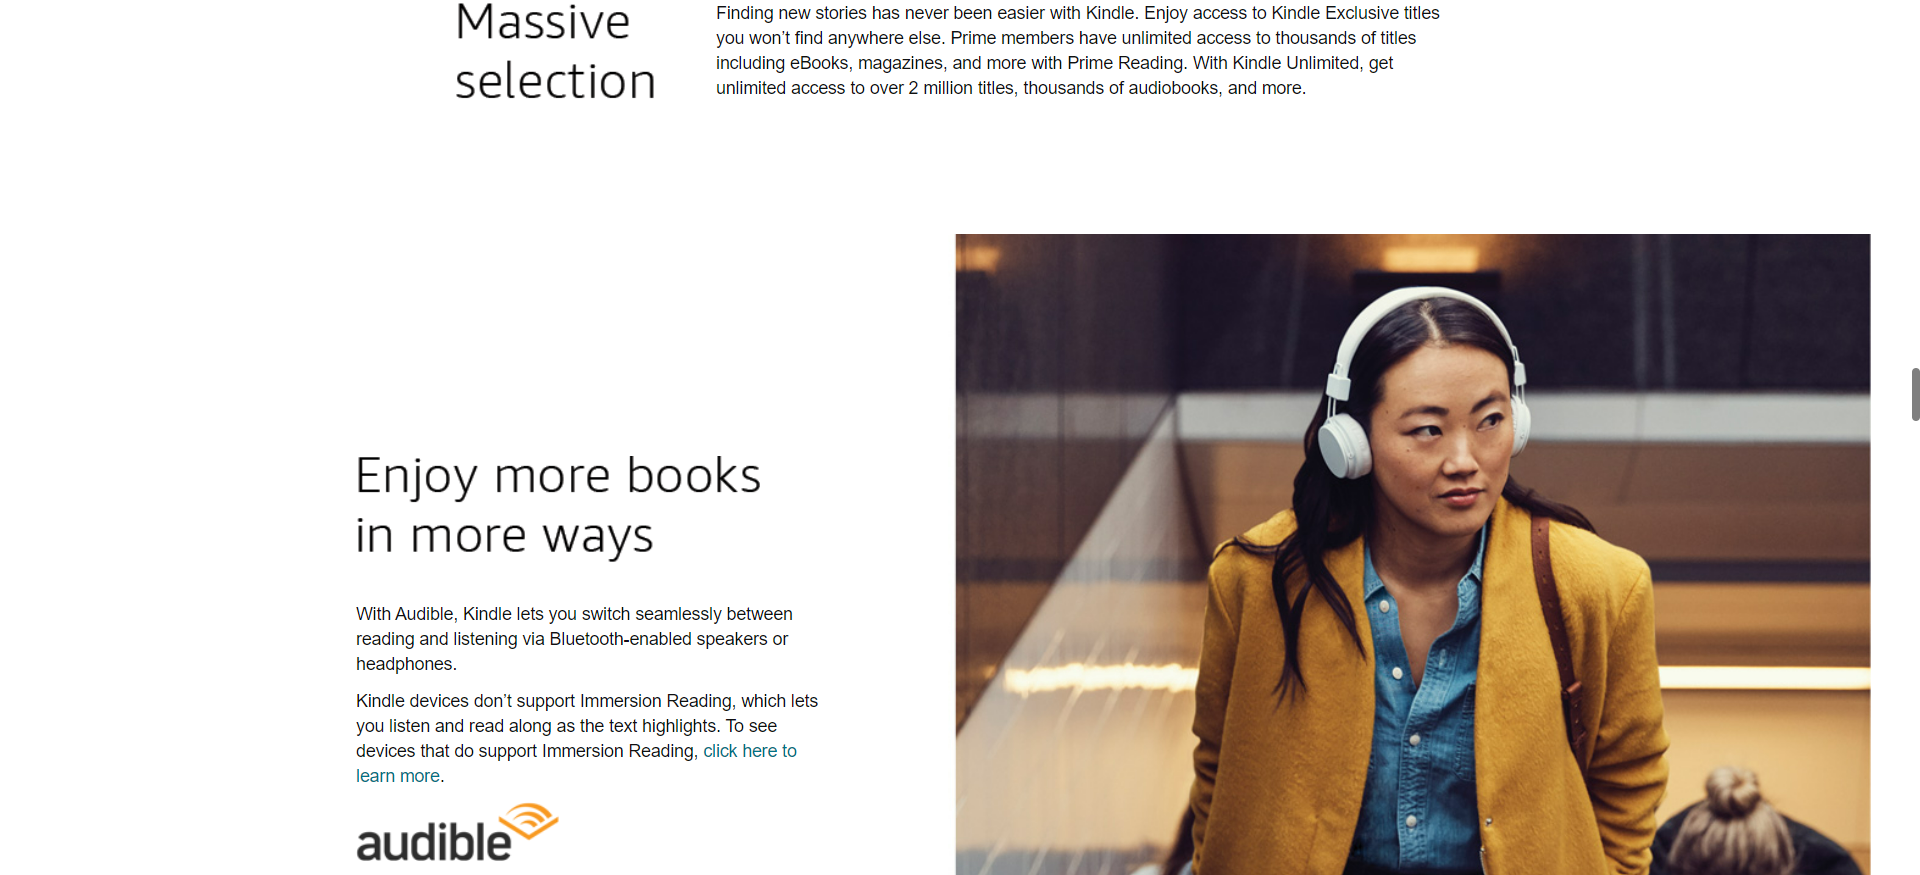 Massive
selection
Finding new stories has never been easier with Kindle. Enjoy access to Kindle Exclusive titles
you won’t find anywhere else. Prime members have unlimited access to thousands of titles
including eBooks, magazines, and more with Prime Reading. With Kindle Unlimited, get
unlimited access to over 2 million titles, thousands of audiobooks, and more.
Enjoy more books
in more ways
With Audible, Kindle lets you switch seamlessly between
reading and listening via Bluetooth-enabled speakers or
headphones.
Kindle devices don’t support Immersion Reading, which lets
you listen and read along as the text highlights. To see
devices that do support Immersion Reading, click here to
learn more.
audible